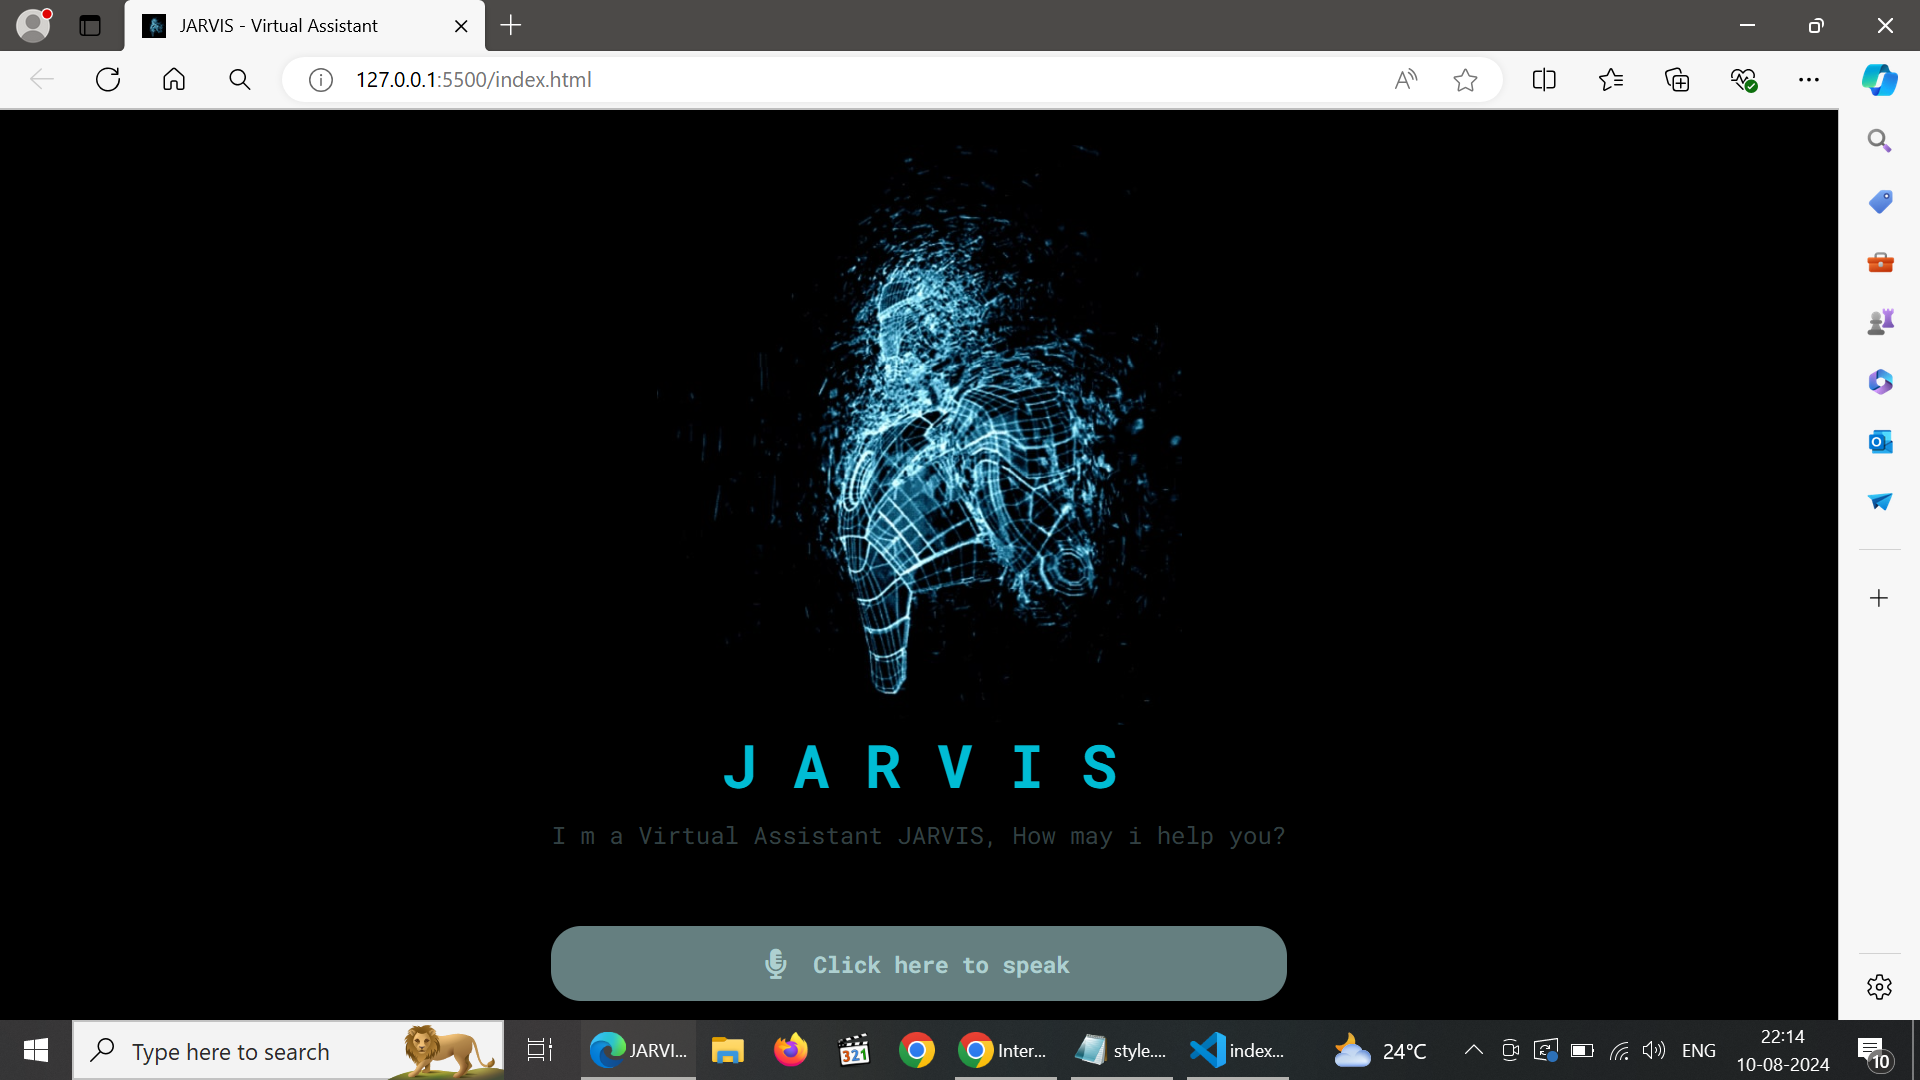 JARVIS - Virtual Assistant
127.0.0.1:5500/index.html
J A R V I S
I m a Virtual Assistant JARVIS, How may i help you?
Click here to speak
Type here to search
JARVI...
321
Inter...
style....
index...
24°C
ENG
22:14
10-08-2024
10